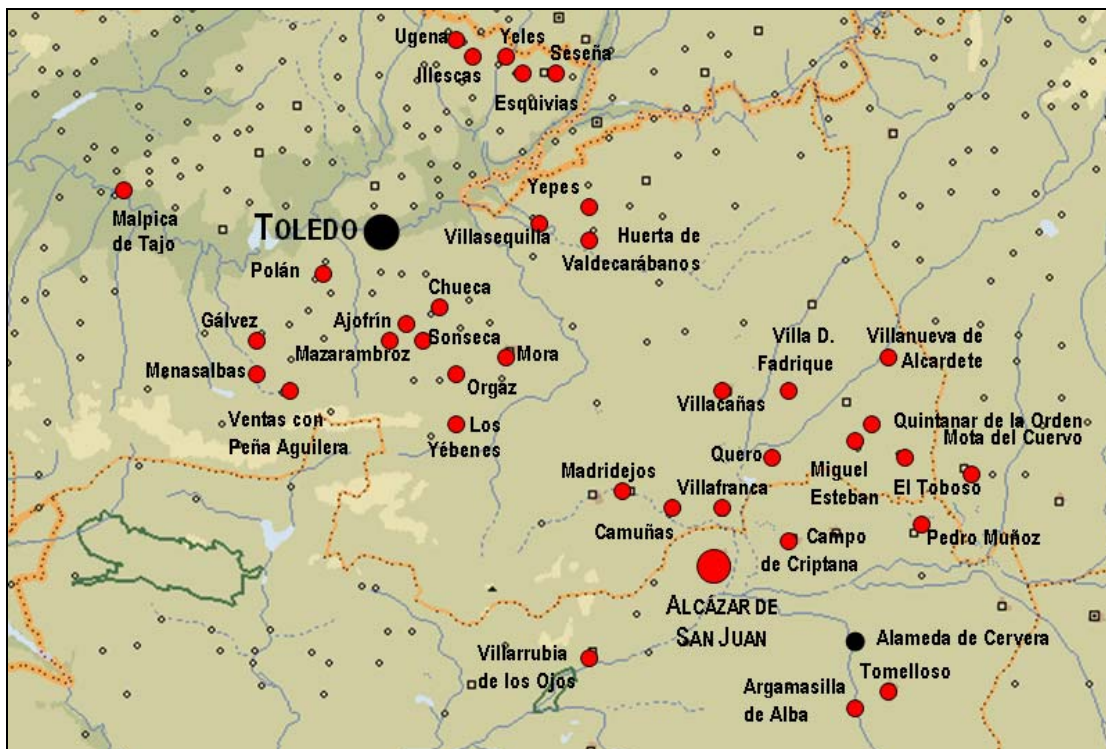 Ugena
Yeles
Seseña
Illescas
Esquivias
Malpica
de Tajo
TOLEDO
Yepes
Villasequilla
Huerta de
Valdecarábanos
Polán
Chueca
Gálvez
Ajofrín
Sonseca
Mazarambroz
Mora
Menasalbas
Orgaz
Ventas con
Peña Aguilera
Los
Yébenes
Villa D.
Fadrique
Villanueva de
Alcardete
Villacañas
Quintanar de la Orden
Mota del Cuervo
Quero
Miguel
Esteban
El Toboso
Madridejos
Villafranca
Camuñas
Campo
de Criptana
Pedro Muñoz
ALCÁZAR DE
SAN JUAN
Alameda de Cervera
Villarrubia
de los Ojos
Tomelloso
Argamasilla
de Alba